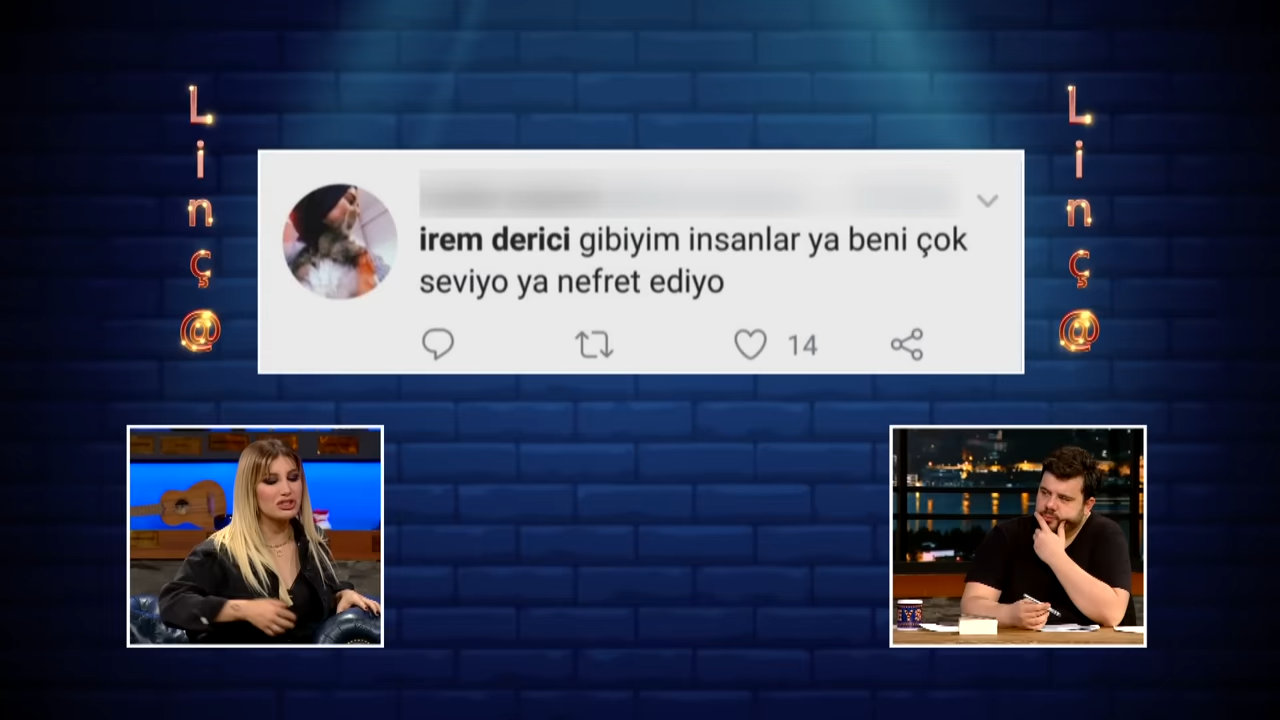 Linç@
Linç@
irem derici gibiyim insanlar ya beni çok
seviyo ya nefret ediyo
14